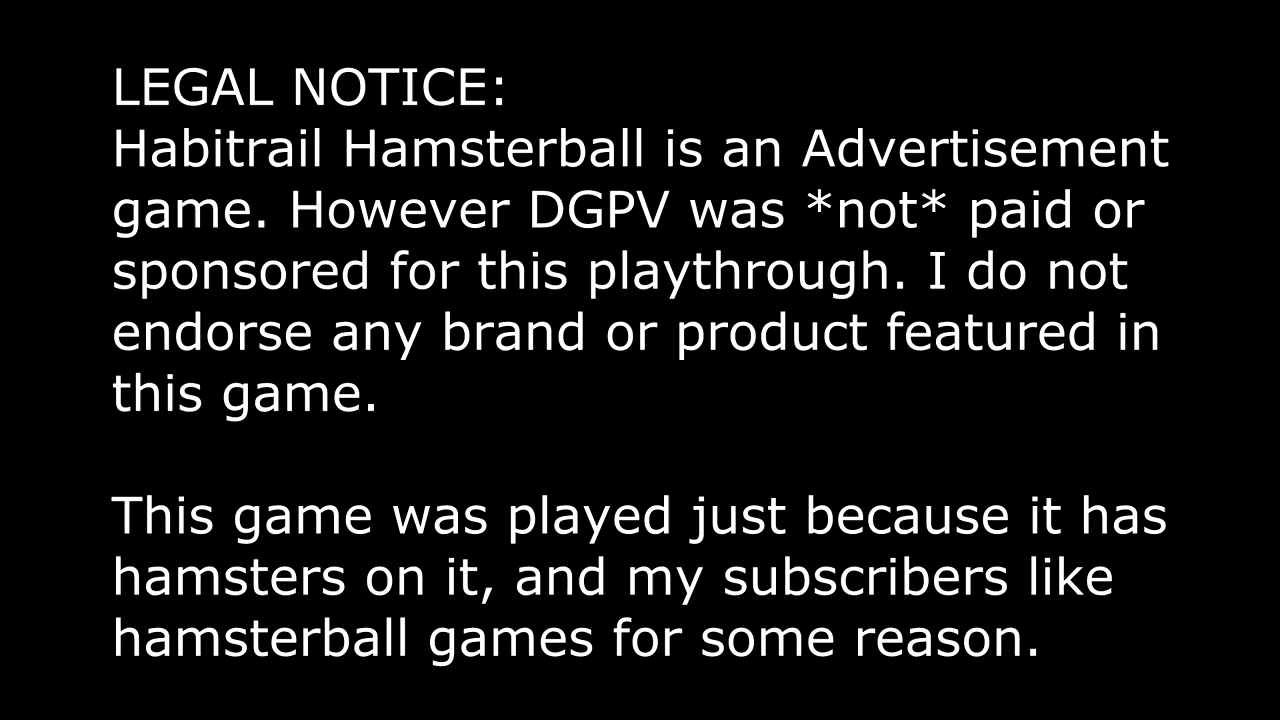 LEGAL NOTICE:
Habitrail Hamsterball is an Advertisement
game. However DGPV was *not* paid or
sponsored for this playthrough. I do not
endorse any brand or product featured in
this game.
This game was played just because it has
hamsters on it, and my subscribers like
hamsterball games for some reason.